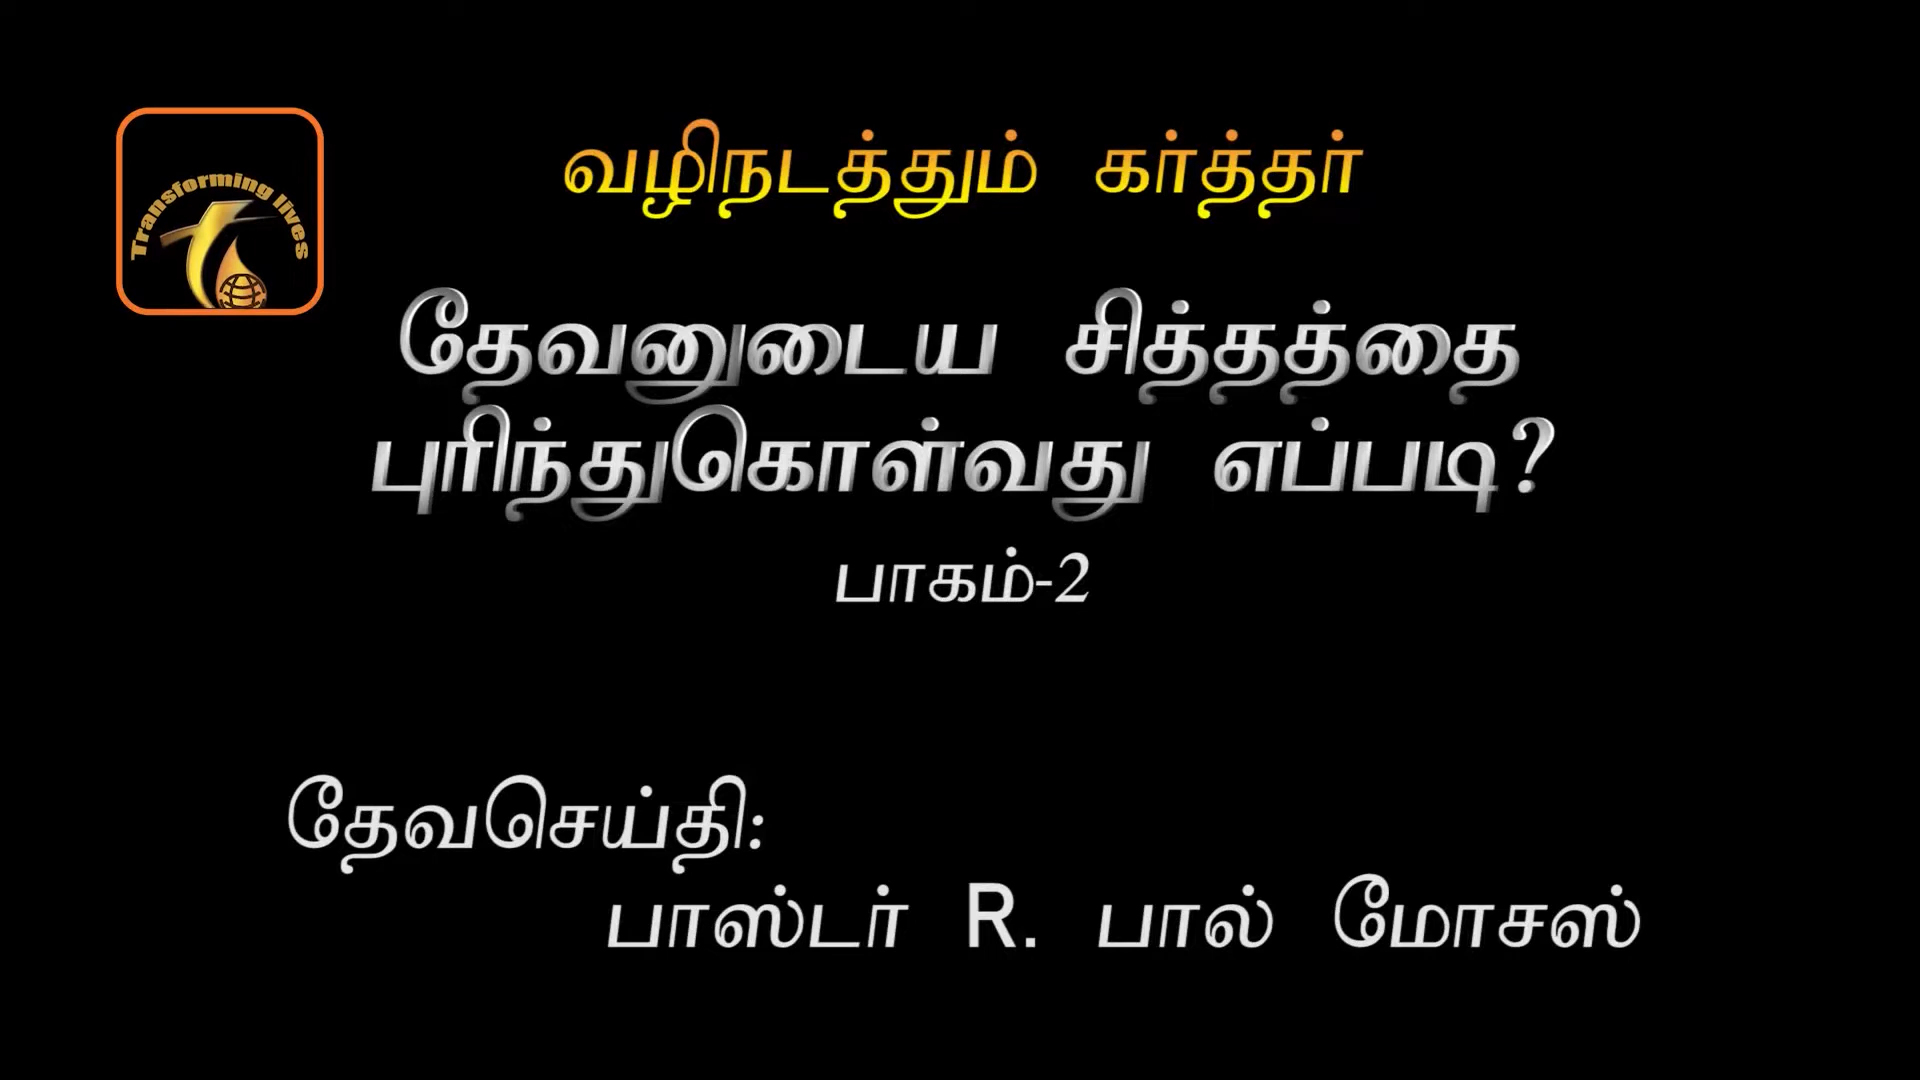 Transforming lives
வழிநடத்தும் கர்த்தர்
தேவனுடைய சித்தத்தை
புரிந்துகொள்வது எப்படி?
பாகம்-2
தேவசெய்தி:
பாஸ்டர் R. பால் மோசஸ்